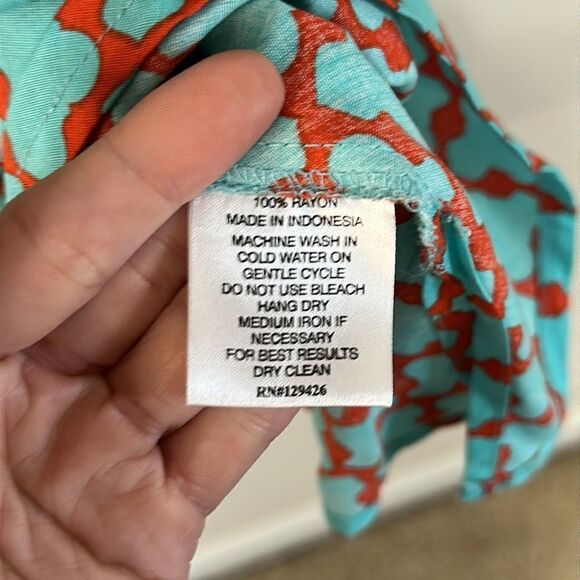 100% RAYON
MADE IN INDONESIA
MACHINE WASH IN
COLD WATER ON
GENTLE CYCLE
DO NOT USE BLEACH
HANG DRY
MEDIUM IRON IF
NECESSARY
FOR BEST RESULTS
DRY CLEAN
RN#129426